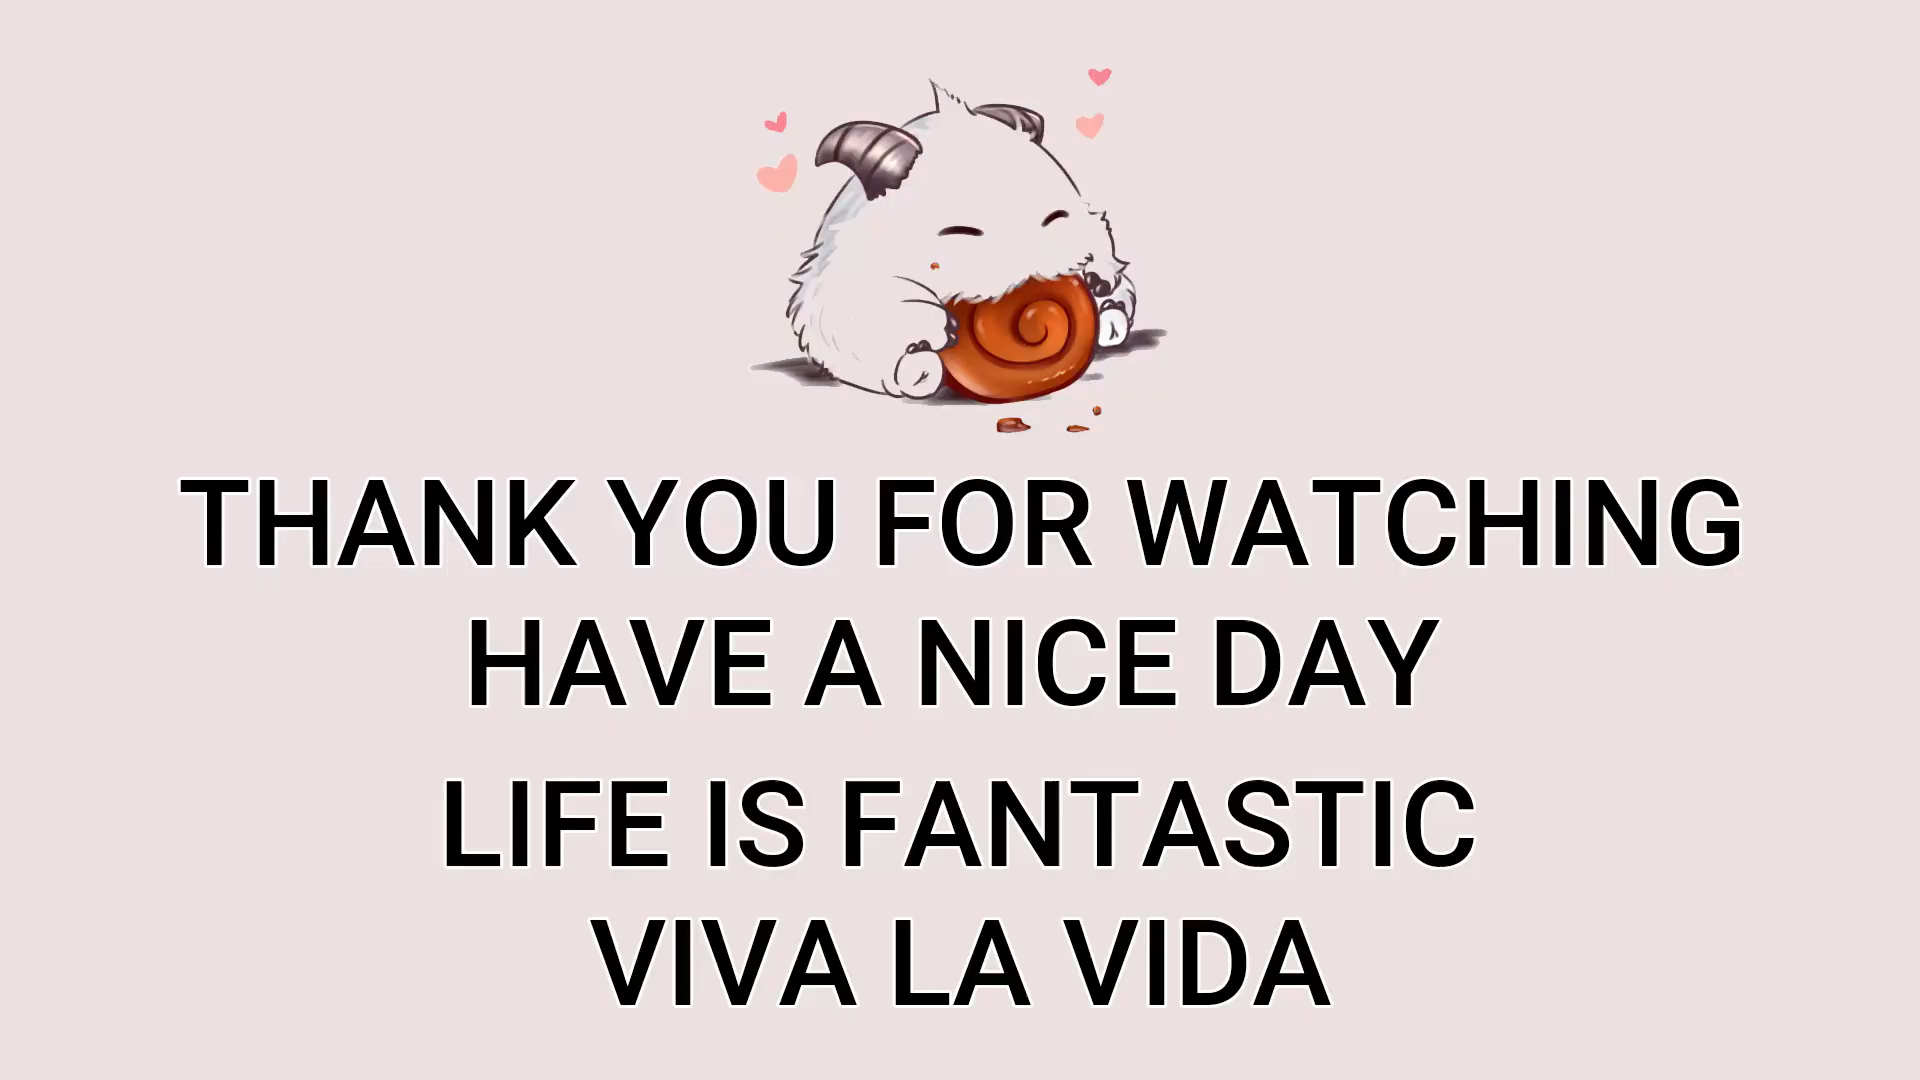 THANK YOU FOR WATCHING
HAVE A NICE DAY
LIFE IS FANTASTIC
VIVA LA VIDA